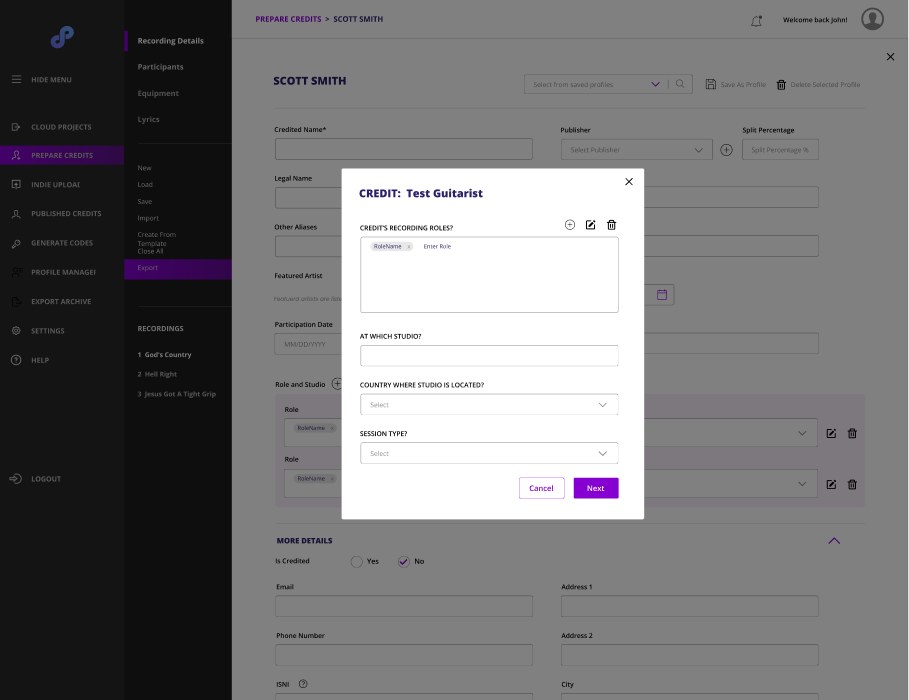 PREPARE CREDITS > SCOTT SMITH
Welcome back John!
HIDE MENU
CLOUD PROJECTS
PREPARE CREDITS
INDIE UPLOAI
PUBLISHED CREDITS
GENERATE CODES
PROFILE MANAGEI
EXPORT ARCHIVE
SETTINGS
HELP
LOGOUT
Recording Details
Participants
Equipment
Lyrics
New
Load
Save
Import
Create From
Template
Close All
Export
RECORDINGS
1 God's Country
2 Hell Right
3 Jesus Got A Tight Grip
SCOTT SMITH
Select from saved profiles
Save As Profile
Delete Selected Profile
Credited Name*
Publisher
Split Percentage
Select Publisher
Split Percentage %
Legal Name
Other Aliases
Featured Artist
Participation Date
MM/DD/YYYY
Role and Studio
Role
RoleName x
Role
RoleName x
CREDIT: Test Guitarist
CREDIT'S RECORDING ROLES?
RoleName x
Enter Role
AT WHICH STUDIO?
COUNTRY WHERE STUDIO IS LOCATED?
Select
SESSION TYPE?
Select
Cancel
Next
MORE DETAILS
Is Credited
Yes
No
Email
Address 1
Phone Number
Address 2
ISNI
City